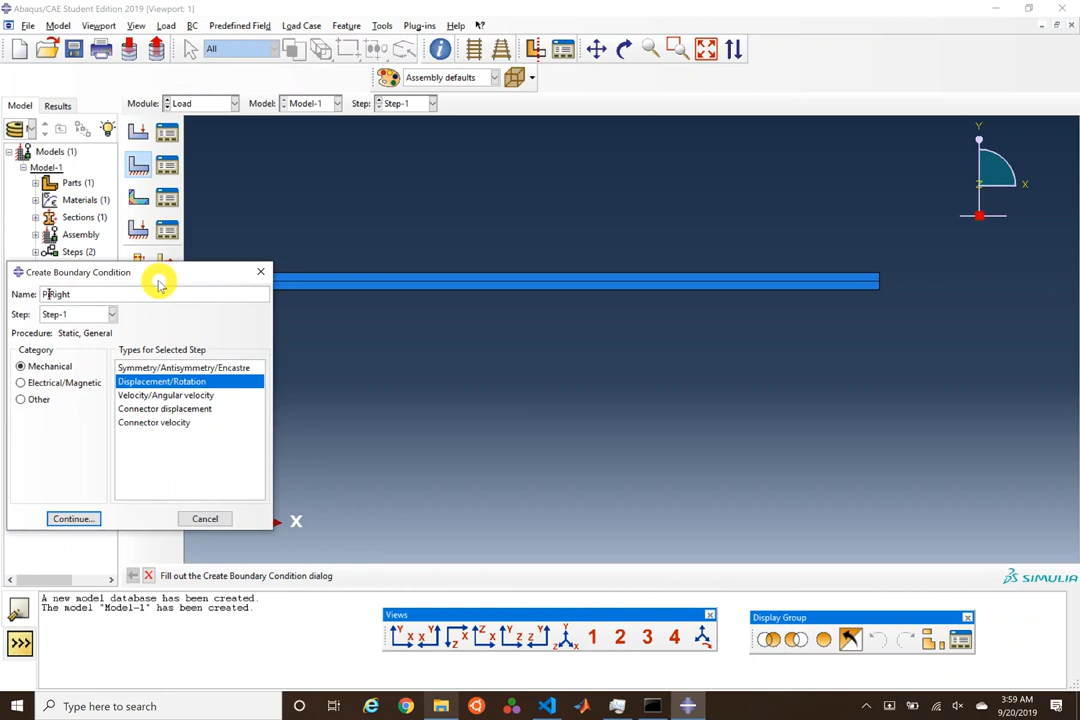 Abaqus/CAE Student Edition 2019 [Viewport: 1]
File Model Viewport View Load BC Predefined Field Load Case Feature Tools Plug-ins Help
All
Assembly defaults
Model Results
Module: Load Model: Model-1 Step: Step-1
Models (1)
Model-1
Parts (1)
Materials (1)
Sections (1)
Assembly
Steps (2)
Y
Z X
Create Boundary Condition
Name: P-Right
Step: Step-1
Procedure: Static, General
Category
Types for Selected Step
Mechanical
Electrical/Magnetic
Other
Symmetry/Antisymmetry/Encastre
Displacement/Rotation
Velocity/Angular velocity
Connector displacement
Connector velocity
Continue... Cancel
X
Fill out the Create Boundary Condition dialog
SIMULIA
A new model database has been created.
The model "Model-1" has been created.
Views
1 2 3 4
Display Group
Type here to search
3:59 AM
9/20/2019